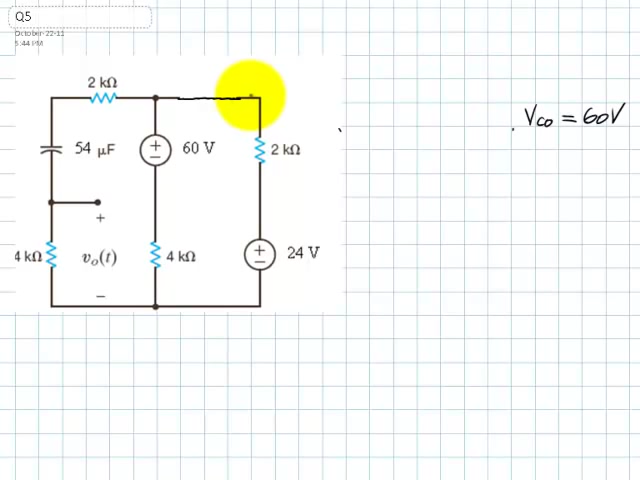 Q5
October-22-11
5:44 PM
2 kΩ
54 μF
+
−
60 V
2 kΩ
+
4 kΩ
vo(t)
−
4 kΩ
+
−
24 V
Vco = 60V